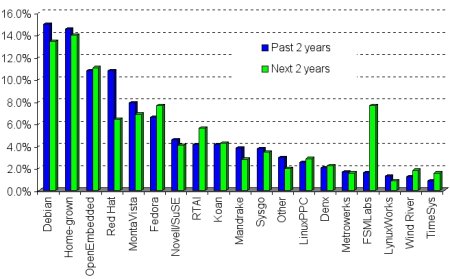 16.0%
14.0%
12.0%
10.0%
8.0%
6.0%
4.0%
2.0%
0.0%
Past 2 years
Next 2 years
Debian
Home-grown
OpenEmbedded
Red Hat
MontaVista
Fedora
Novell/SuSE
RTAI
Koan
Mandrake
Sysgo
Other
LinuxPPC
Denx
Metrowerks
FSMLabs
LynuxWorks
Wind River
TimeSys